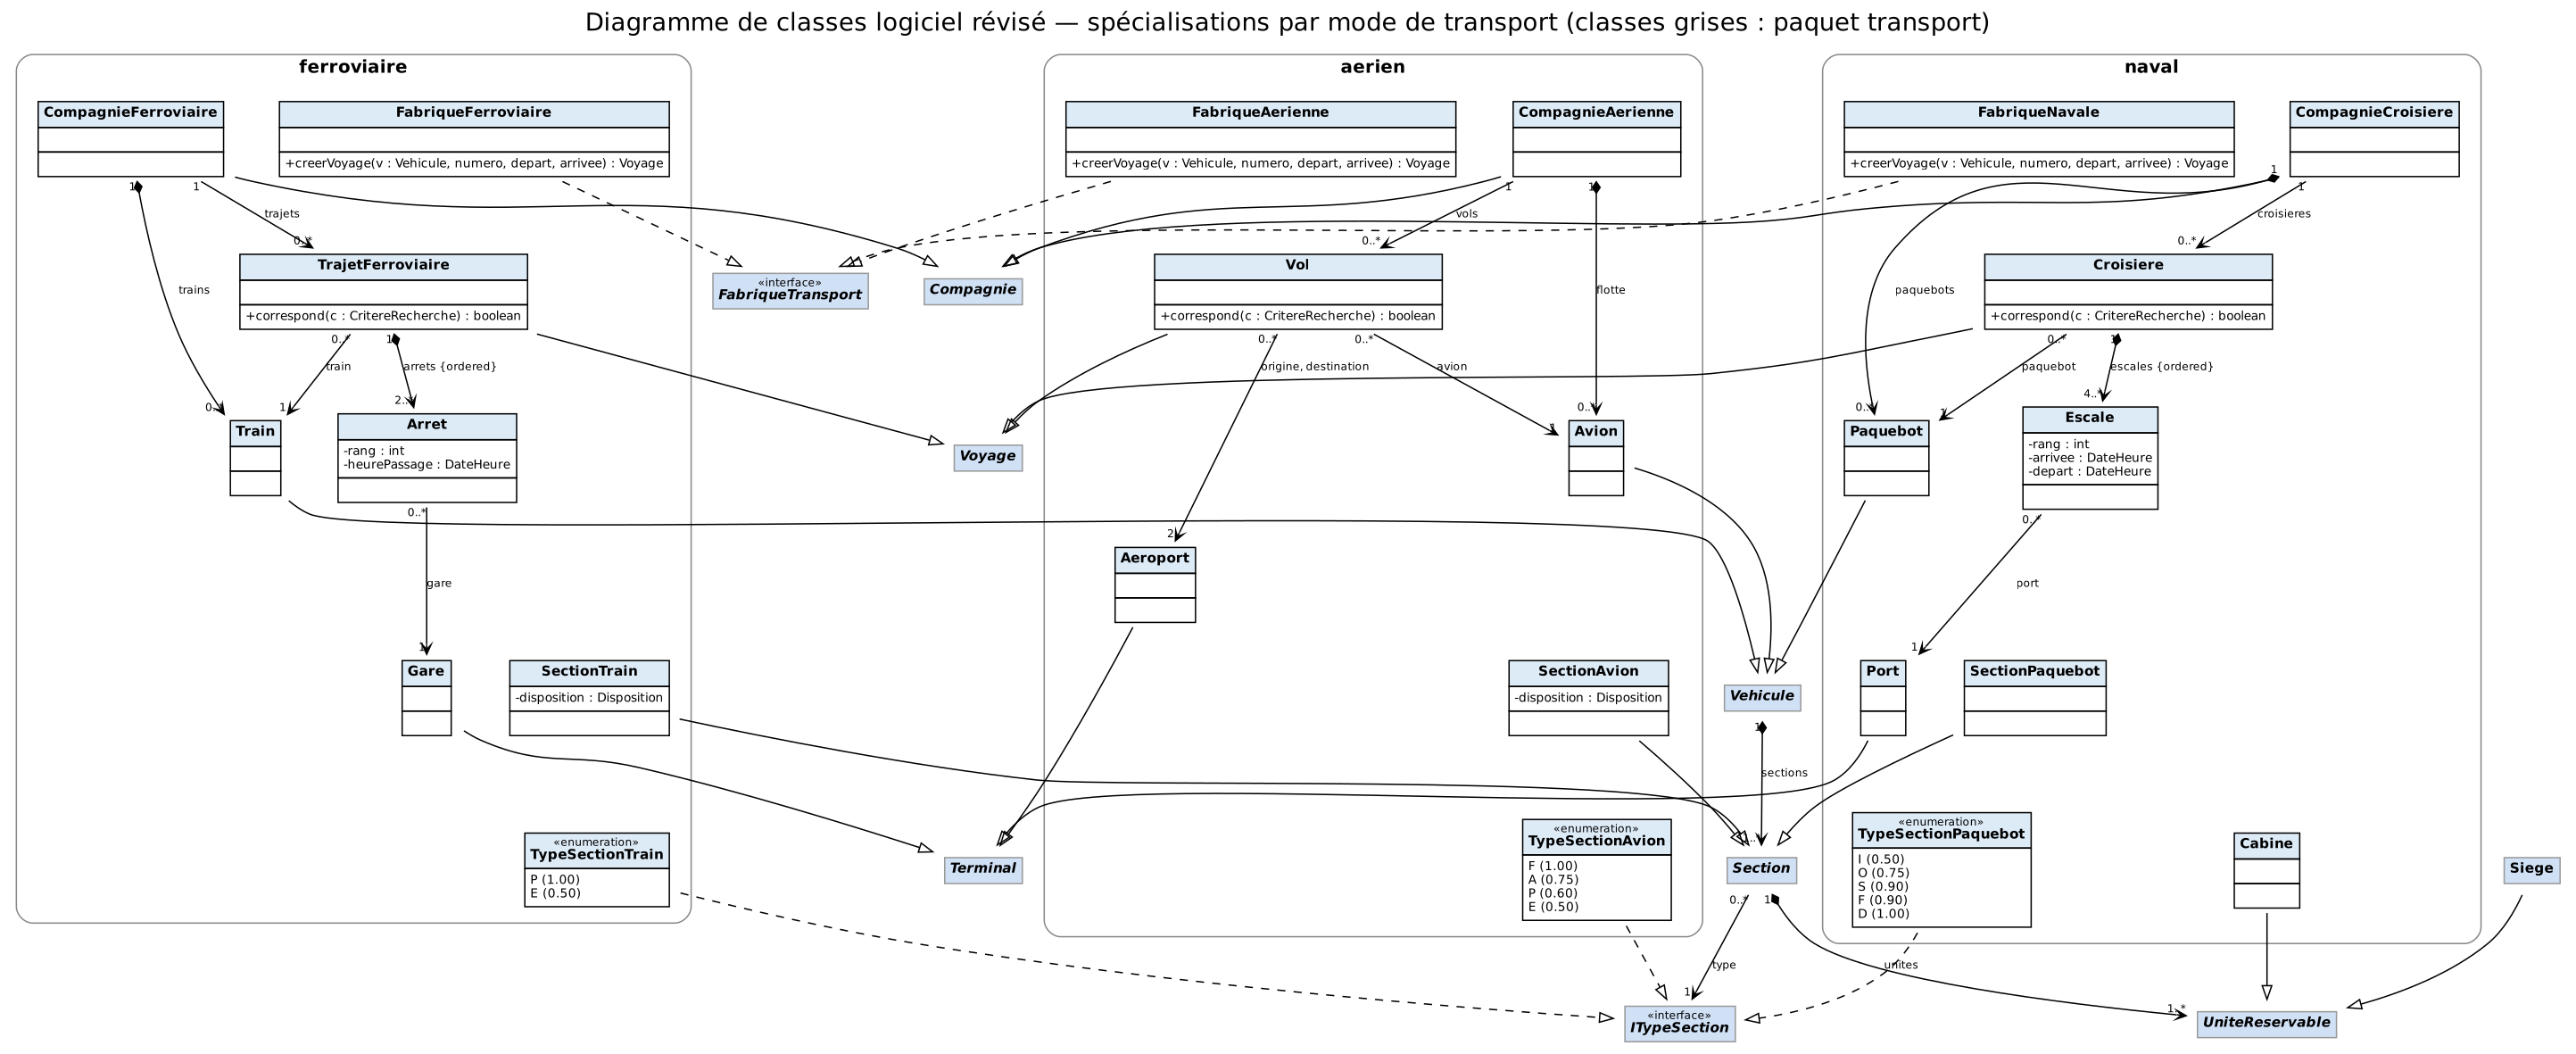 Diagramme de classes logiciel révisé — spécialisations par mode de transport (classes grises : paquet transport)
ferroviaire
CompagnieFerroviaire
FabriqueFerroviaire
+creerVoyage(v : Vehicule, numero, depart, arrivee) : Voyage
1
1
trajets
0..*
trains
TrajetFerroviaire
+correspond(c : CritereRecherche) : boolean
0..*
1
train
arrets {ordered}
1
Train
Arret
-rang : int
-heurePassage : DateHeure
0..*
gare
Gare
SectionTrain
-disposition : Disposition
«enumeration»
TypeSectionTrain
P (1.00)
E (0.50)
«interface»
FabriqueTransport
Compagnie
Voyage
Terminal
aerien
FabriqueAerienne
+creerVoyage(v : Vehicule, numero, depart, arrivee) : Voyage
CompagnieAerienne
1
1
vols
0..*
flotte
Vol
+correspond(c : CritereRecherche) : boolean
0..*
0..*
origine, destination
avion
1
Avion
2
Aeroport
SectionAvion
-disposition : Disposition
«enumeration»
TypeSectionAvion
F (1.00)
A (0.75)
P (0.60)
E (0.50)
Vehicule
1
sections
Section
0..*
1
type
1
«interface»
ITypeSection
naval
FabriqueNavale
+creerVoyage(v : Vehicule, numero, depart, arrivee) : Voyage
CompagnieCroisiere
1
1
croisieres
0..*
paquebots
Croisiere
+correspond(c : CritereRecherche) : boolean
0..*
1
paquebot
escales {ordered}
1
Paquebot
Escale
-rang : int
-arrivee : DateHeure
-depart : DateHeure
0..*
port
1
Port
SectionPaquebot
«enumeration»
TypeSectionPaquebot
I (0.50)
O (0.75)
S (0.90)
F (0.90)
D (1.00)
Cabine
Siege
unites
1..*
UniteReservable